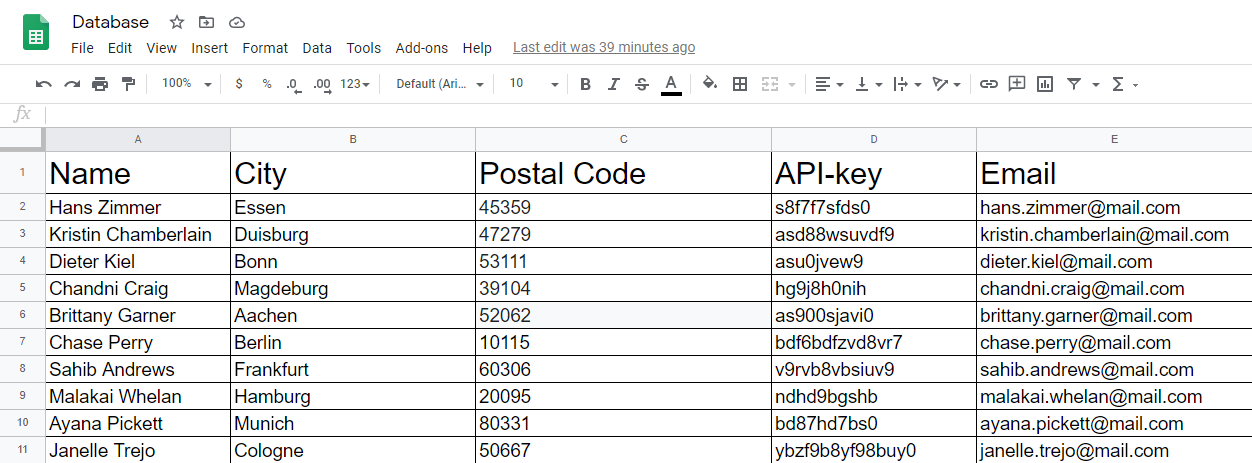 Database
File Edit View Insert Format Data Tools Add-ons Help Last edit was 39 minutes ago
100% $ % .0 .00 123 Default (Ari... 10 B I S A Σ
fx
A B C D E
1 Name City Postal Code API-key Email
2 Hans Zimmer Essen 45359 s8f7f7sfds0 hans.zimmer@mail.com
3 Kristin Chamberlain Duisburg 47279 asd88wsuvdf9 kristin.chamberlain@mail.com
4 Dieter Kiel Bonn 53111 asu0jvew9 dieter.kiel@mail.com
5 Chandni Craig Magdeburg 39104 hg9j8h0nih chandni.craig@mail.com
6 Brittany Garner Aachen 52062 as900sjavi0 brittany.garner@mail.com
7 Chase Perry Berlin 10115 bdf6bdfzvd8vr7 chase.perry@mail.com
8 Sahib Andrews Frankfurt 60306 v9rvb8vbsiuv9 sahib.andrews@mail.com
9 Malakai Whelan Hamburg 20095 ndhd9bgshb malakai.whelan@mail.com
10 Ayana Pickett Munich 80331 bd87hd7bs0 ayana.pickett@mail.com
11 Janelle Trejo Cologne 50667 ybzf9b8yf98buy0 janelle.trejo@mail.com